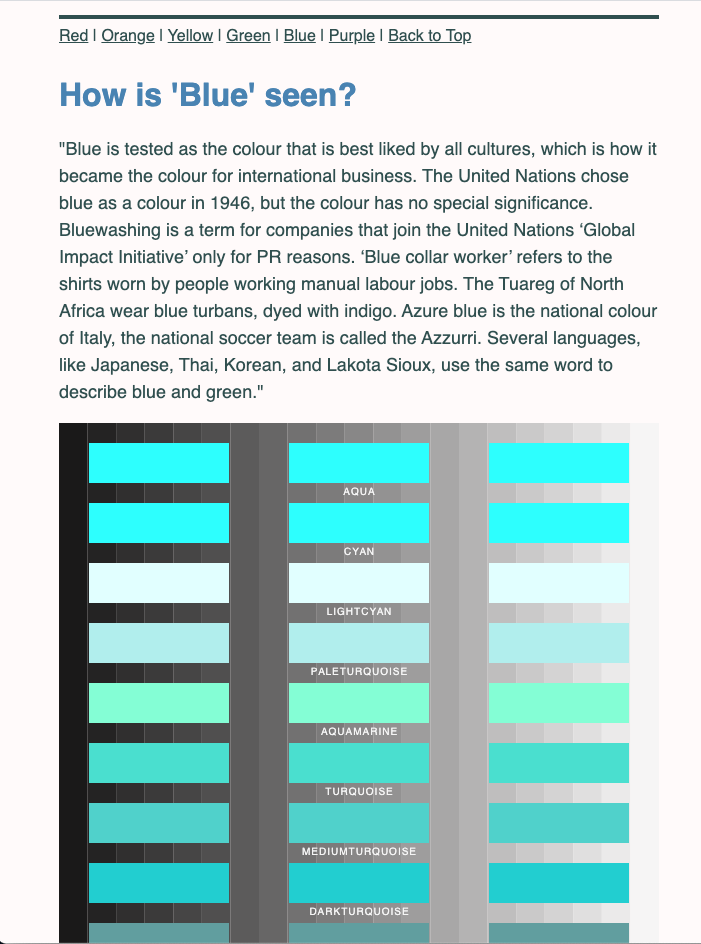 Red | Orange | Yellow | Green | Blue | Purple | Back to Top
How is 'Blue' seen?
"Blue is tested as the colour that is best liked by all cultures, which is how it
became the colour for international business. The United Nations chose
blue as a colour in 1946, but the colour has no special significance.
Bluewashing is a term for companies that join the United Nations ‘Global
Impact Initiative’ only for PR reasons. ‘Blue collar worker’ refers to the
shirts worn by people working manual labour jobs. The Tuareg of North
Africa wear blue turbans, dyed with indigo. Azure blue is the national colour
of Italy, the national soccer team is called the Azzurri. Several languages,
like Japanese, Thai, Korean, and Lakota Sioux, use the same word to
describe blue and green."
AQUA
CYAN
LIGHTCYAN
PALETURQUOISE
AQUAMARINE
TURQUOISE
MEDIUMTURQUOISE
DARKTURQUOISE